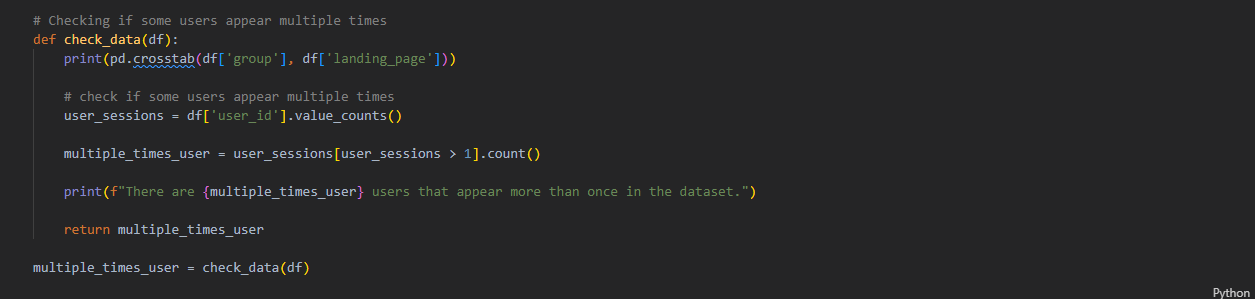 # Checking if some users appear multiple times
def check_data(df):
    print(pd.crosstab(df['group'], df['landing_page']))
    # check if some users appear multiple times
    user_sessions = df['user_id'].value_counts()
    multiple_times_user = user_sessions[user_sessions > 1].count()
    print(f"There are {multiple_times_user} users that appear more than once in the dataset.")
    return multiple_times_user
multiple_times_user = check_data(df)
Python